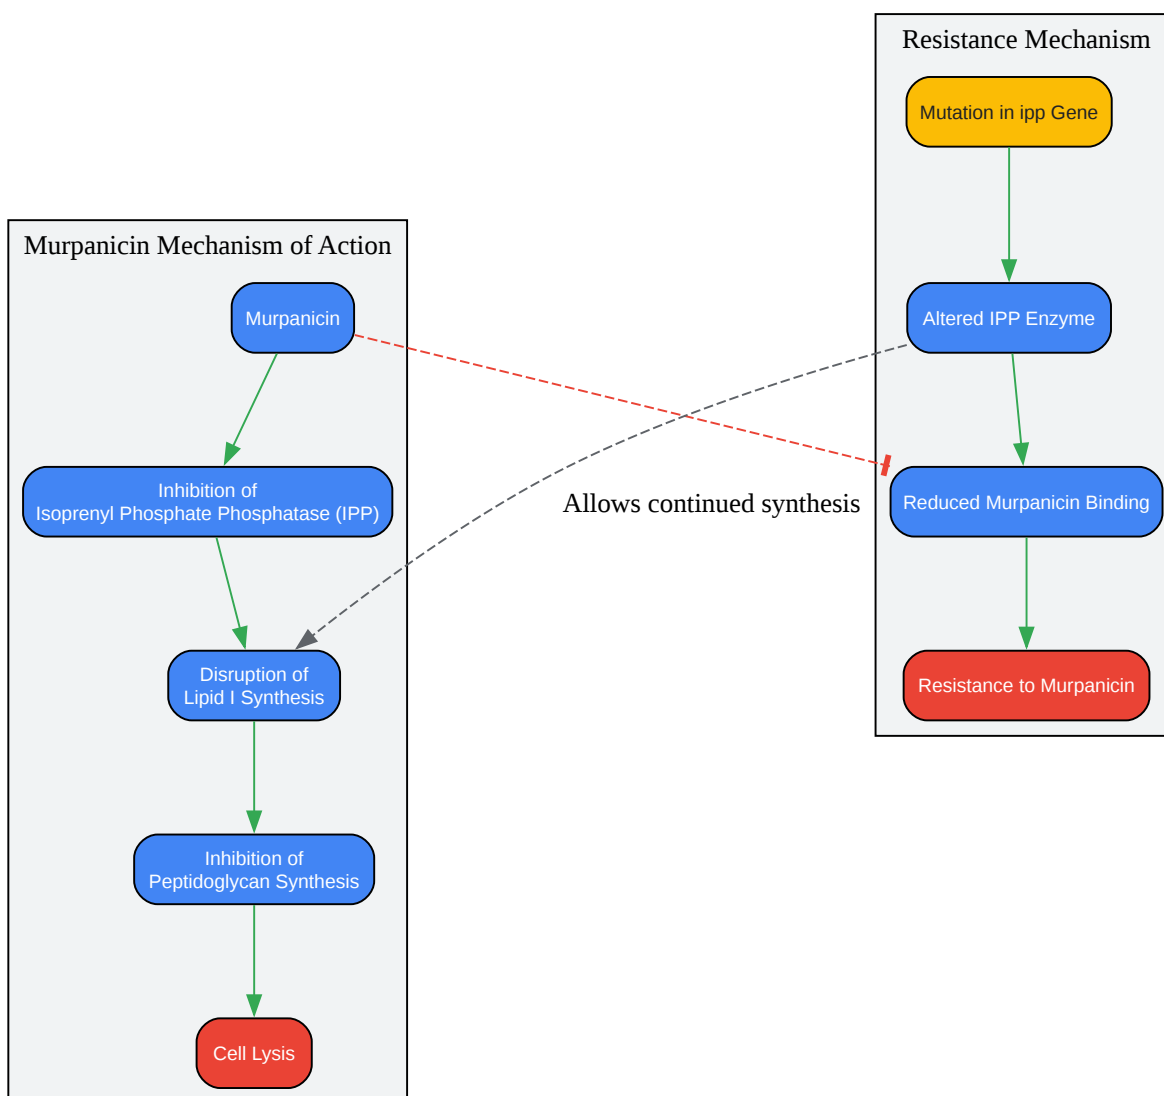 Resistance Mechanism
Mutation in ipp Gene
Altered IPP Enzyme
Reduced Murpanicin Binding
Resistance to Murpanicin
Murpanicin Mechanism of Action
Murpanicin
Inhibition of
Isoprenyl Phosphate Phosphatase (IPP)
Disruption of
Lipid I Synthesis
Inhibition of
Peptidoglycan Synthesis
Cell Lysis
Allows continued synthesis